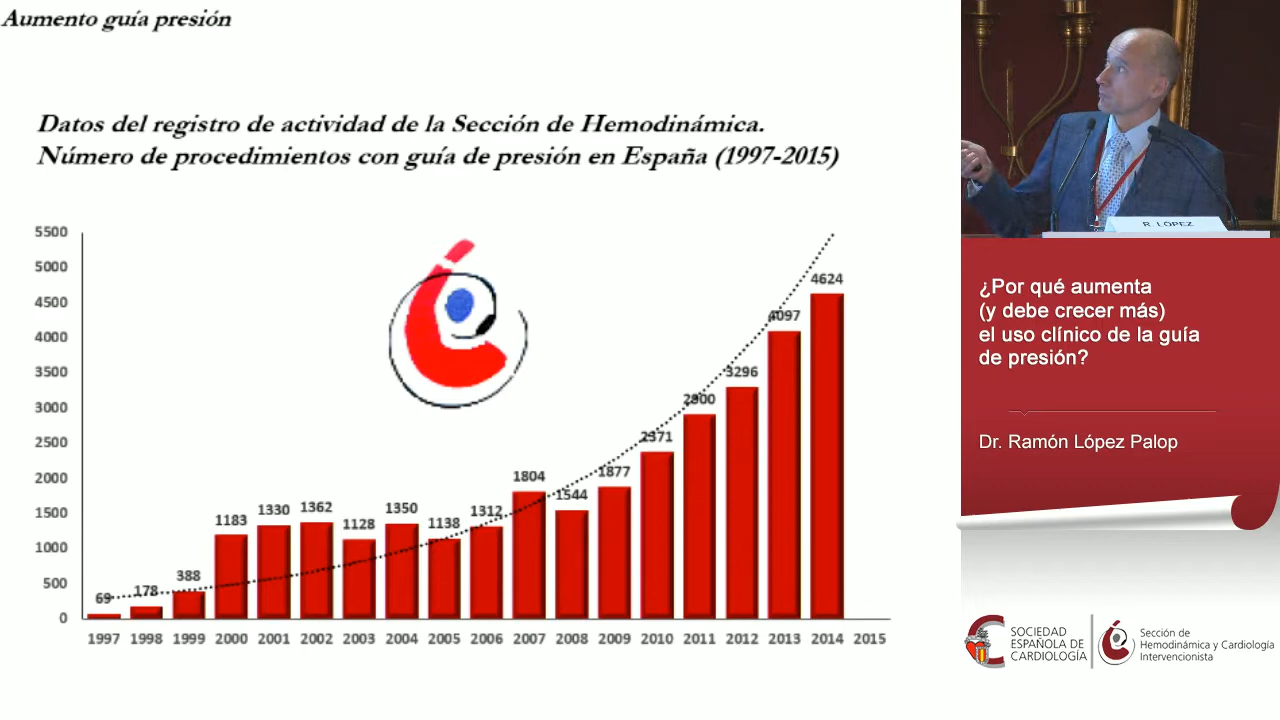 Aumento guía presión
Datos del registro de actividad de la Sección de Hemodinámica.
Número de procedimientos con guía de presión en España (1997-2015)
5500
5000
4500
4000
3500
3000
2500
2000
1500
1000
500
0
69
178
388
1183
1330
1362
1128
1350
1138
1312
1804
1544
1877
2371
2900
3296
4097
4624
1997 1998 1999 2000 2001 2002 2003 2004 2005 2006 2007 2008 2009 2010 2011 2012 2013 2014 2015
R. LÓPEZ
¿Por qué aumenta
(y debe crecer más)
el uso clínico de la guía
de presión?
Dr. Ramón López Palop
SOCIEDAD
ESPAÑOLA DE
CARDIOLOGÍA
Sección de
Hemodinámica y Cardiología
Intervencionista